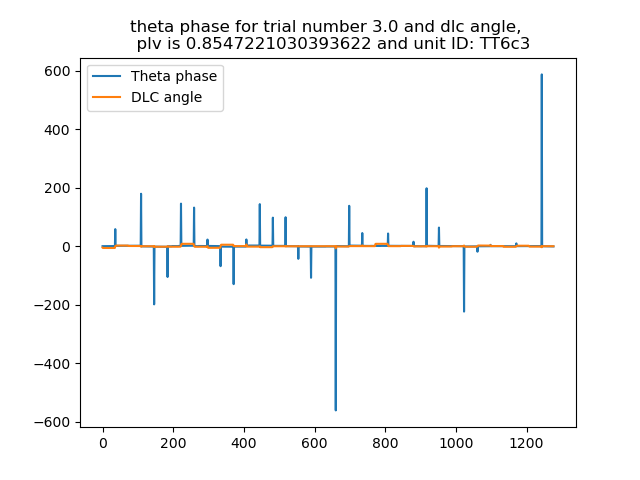 theta phase for trial number 3.0 and dlc angle,
plv is 0.8547221030393622 and unit ID: TT6c3
Theta phase
DLC angle
600
400
200
0
−200
−400
−600
0 200 400 600 800 1000 1200